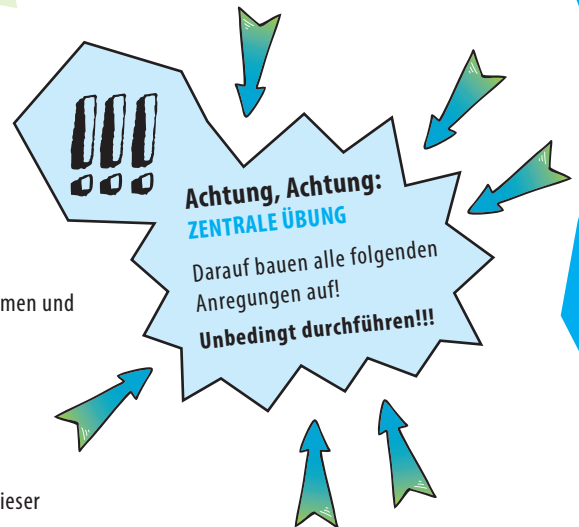 !!!
Achtung, Achtung:
ZENTRALE ÜBUNG
Darauf bauen alle folgenden
Anregungen auf!
Unbedingt durchführen!!!
men und
ieser